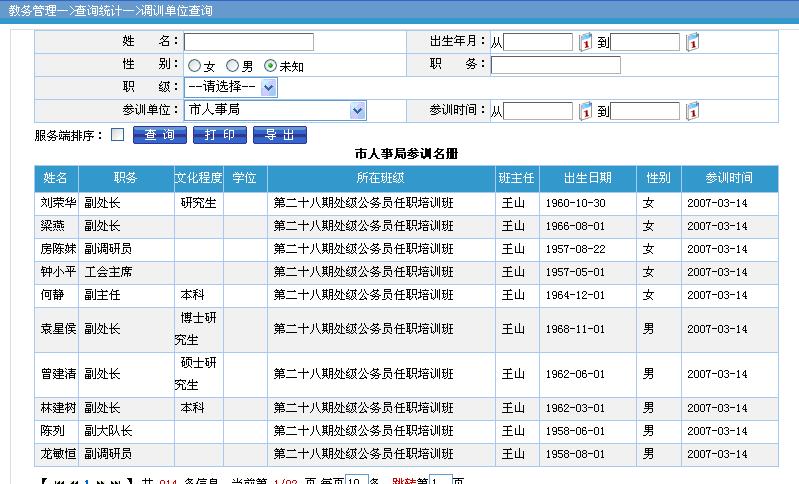 教务管理一>查询统计一>调训单位查询
姓 名： 出生年月：从 到
性 别： 女 男 未知 职 务：
职 级： --请选择--
参训单位： 市人事局 参训时间：从 到
服务端排序： 查 询 打 印 导 出
市人事局参训名册
姓名 职务 文化程度 学位 所在班级 班主任 出生日期 性别 参训时间
刘荣华 副处长 研究生 第二十八期处级公务员任职培训班 王山 1960-10-30 女 2007-03-14
梁燕 副处长 第二十八期处级公务员任职培训班 王山 1966-08-01 女 2007-03-14
房陈妹 副调研员 第二十八期处级公务员任职培训班 王山 1957-08-22 女 2007-03-14
钟小平 工会主席 第二十八期处级公务员任职培训班 王山 1957-05-01 女 2007-03-14
何静 副主任 本科 第二十八期处级公务员任职培训班 王山 1964-12-01 女 2007-03-14
袁星侯 副处长 博士研究生 第二十八期处级公务员任职培训班 王山 1968-11-01 男 2007-03-14
曾建清 副处长 硕士研究生 第二十八期处级公务员任职培训班 王山 1962-06-01 男 2007-03-14
林建树 副处长 本科 第二十八期处级公务员任职培训班 王山 1962-03-01 男 2007-03-14
陈列 副大队长 第二十八期处级公务员任职培训班 王山 1958-06-01 男 2007-03-14
龙敏恒 副调研员 第二十八期处级公务员任职培训班 王山 1958-08-01 男 2007-03-14
【 1 】 共 条信息 当前第 页 每页 10 条 跳转第 1 页